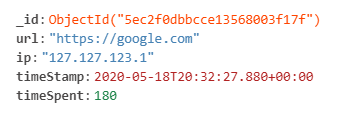 _id: ObjectId("5ec2f0dbbcce13568003f17f")
url: "https://google.com"
ip: "127.127.123.1"
timeStamp: 2020-05-18T20:32:27.880+00:00
timeSpent: 180